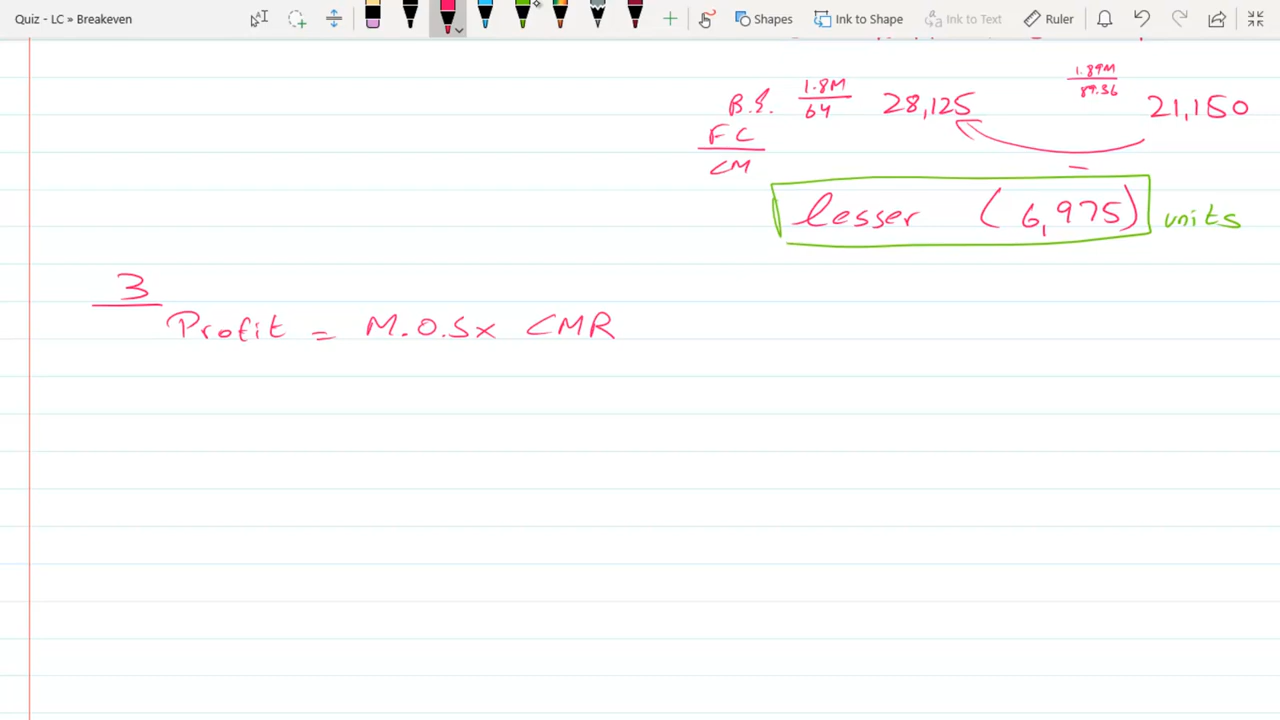 Quiz - LC » Breakeven
Shapes
Ink to Shape
Ink to Text
Ruler
B.S. 1.8M/64 28,125 1.89M/89.36 21,150
FC/CM
lesser (6,975) units
3
Profit = M.O.S x CMR